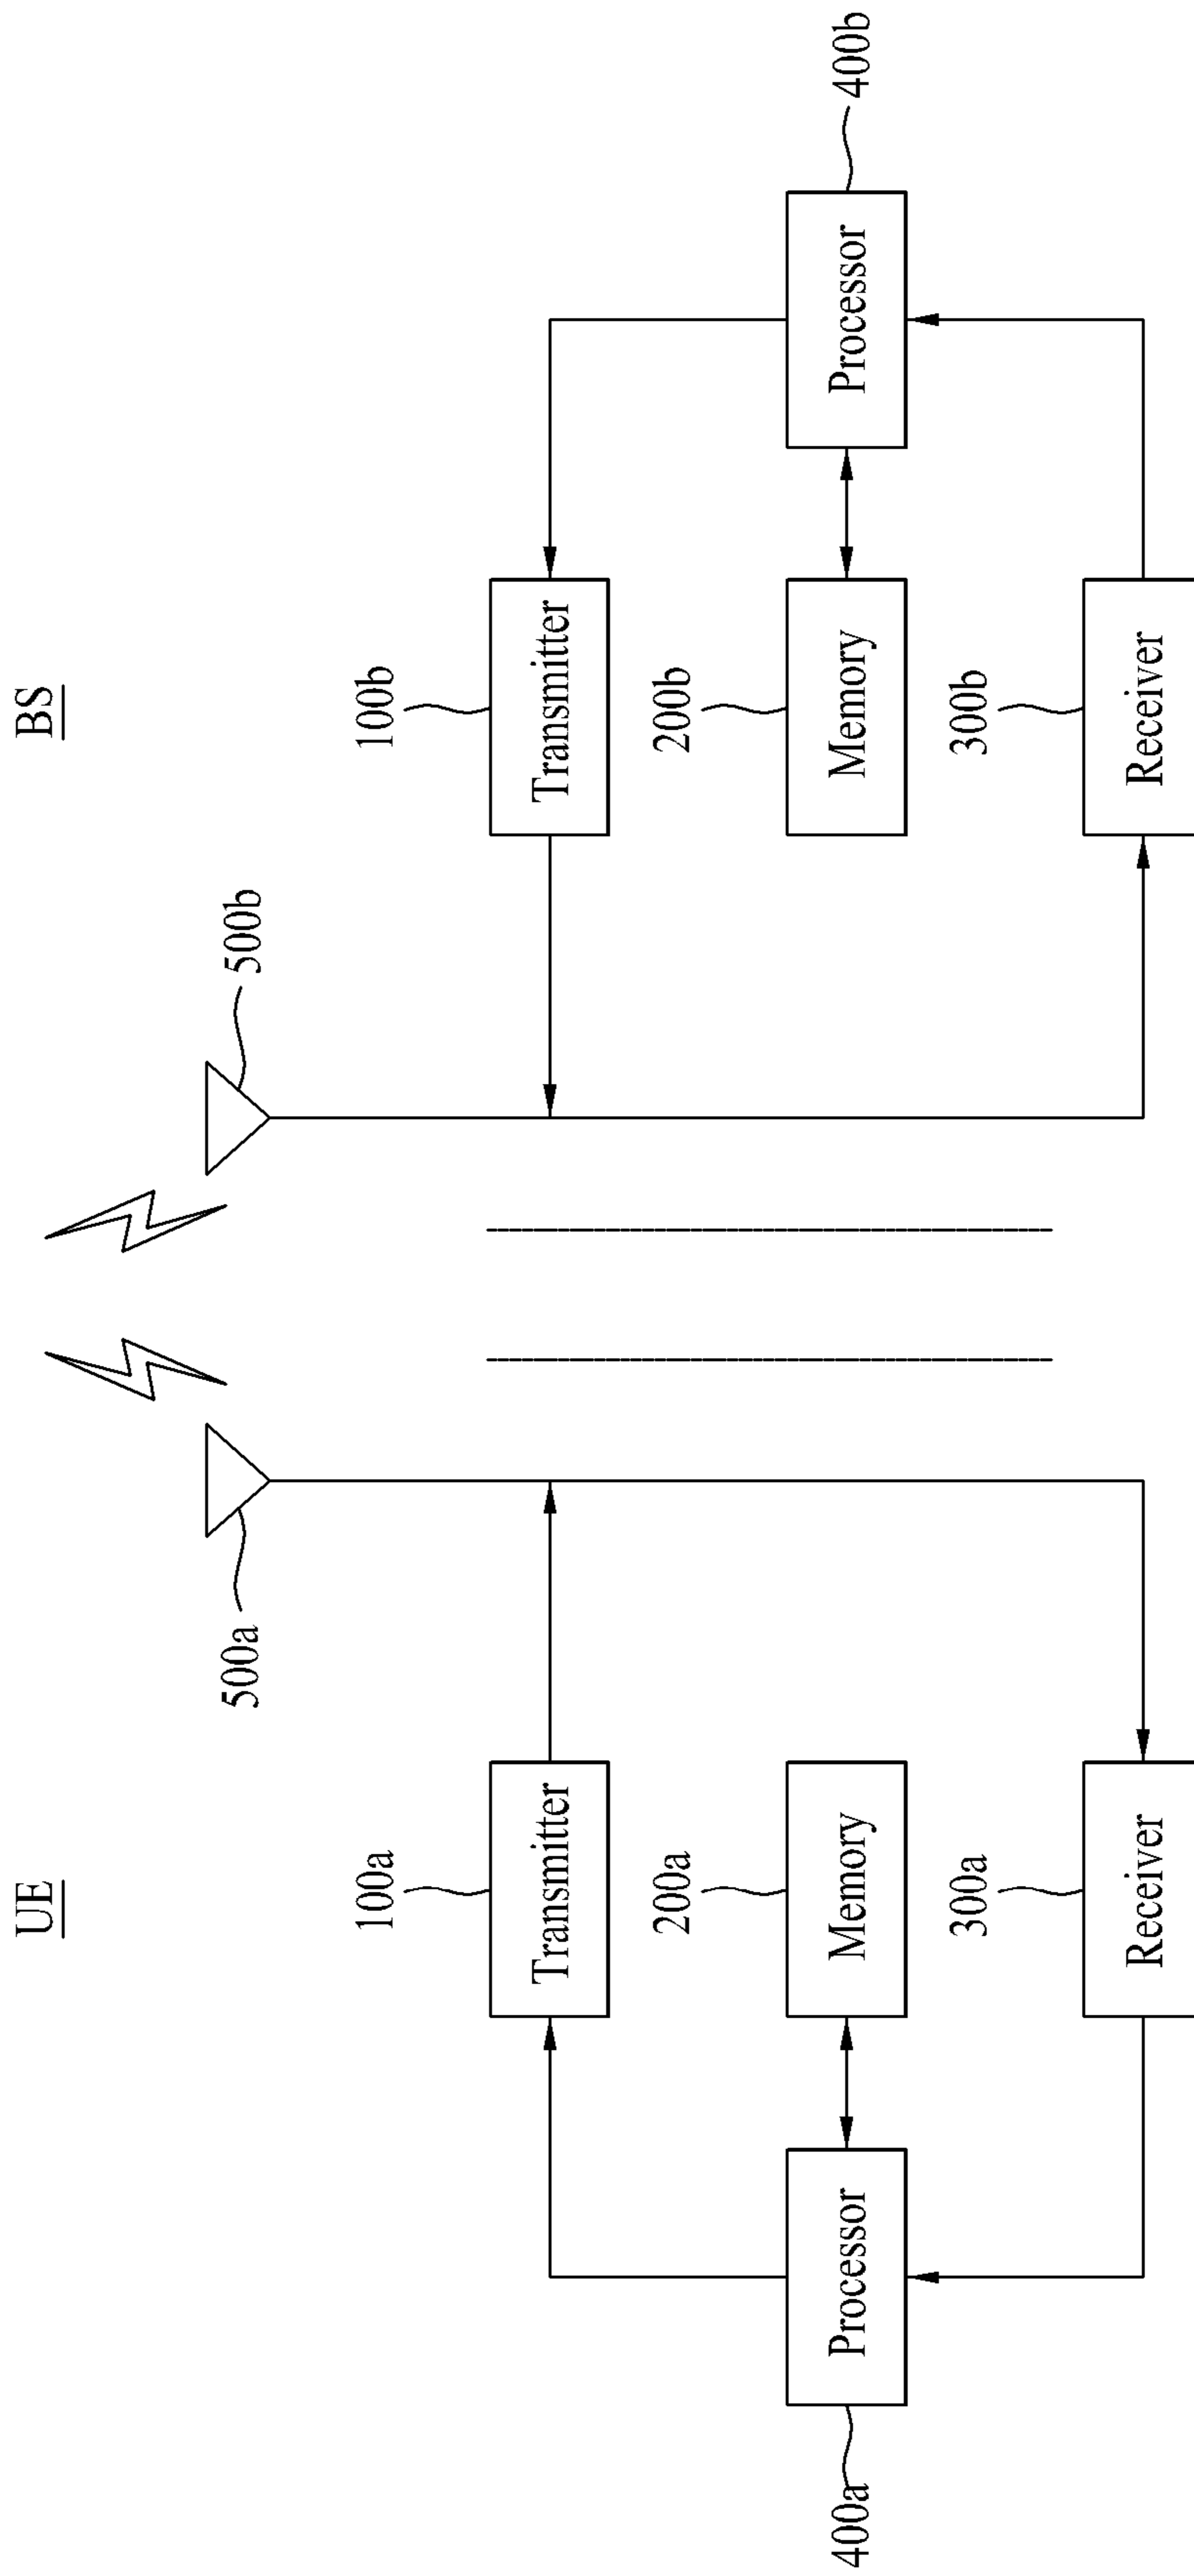 UE
BS
500a
500b
100a
Transmitter
100b
Transmitter
200a
Memory
200b
Memory
400a
Processor
400b
Processor
300a
Receiver
300b
Receiver